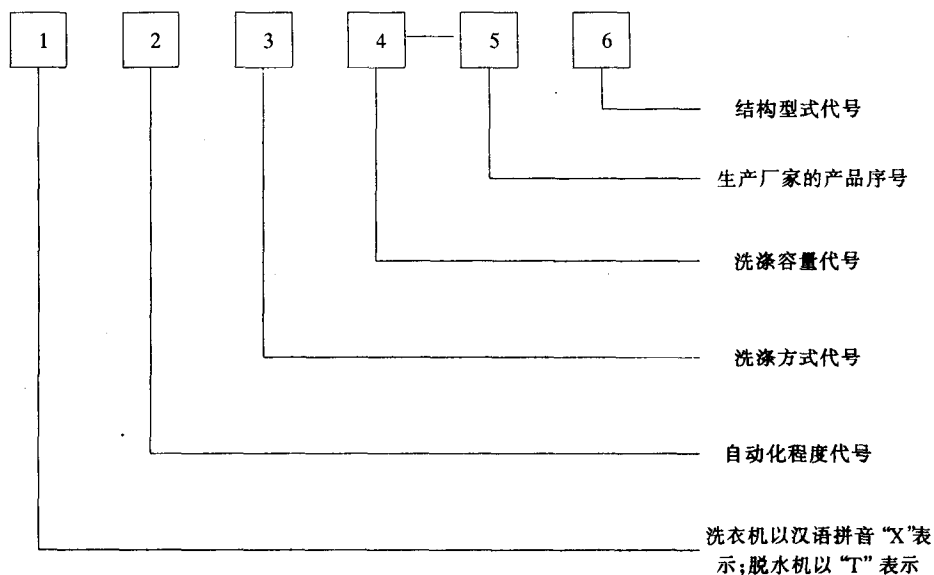 1 2 3 4 — 5 6
结构型式代号
生产厂家的产品序号
洗涤容量代号
洗涤方式代号
自动化程度代号
洗衣机以汉语拼音“X”表
示;脱水机以“T”表示